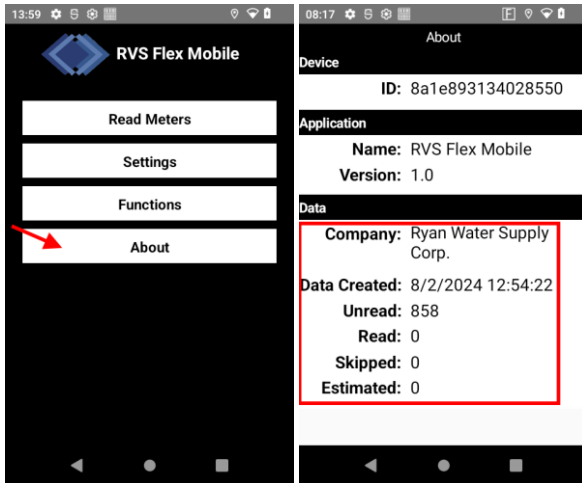 13:59
RVS Flex Mobile
Read Meters
Settings
Functions
About
08:17
About
Device
ID: 8a1e893134028550
Application
Name: RVS Flex Mobile
Version: 1.0
Data
Company: Ryan Water Supply
Corp.
Data Created: 8/2/2024 12:54:22
Unread: 858
Read: 0
Skipped: 0
Estimated: 0